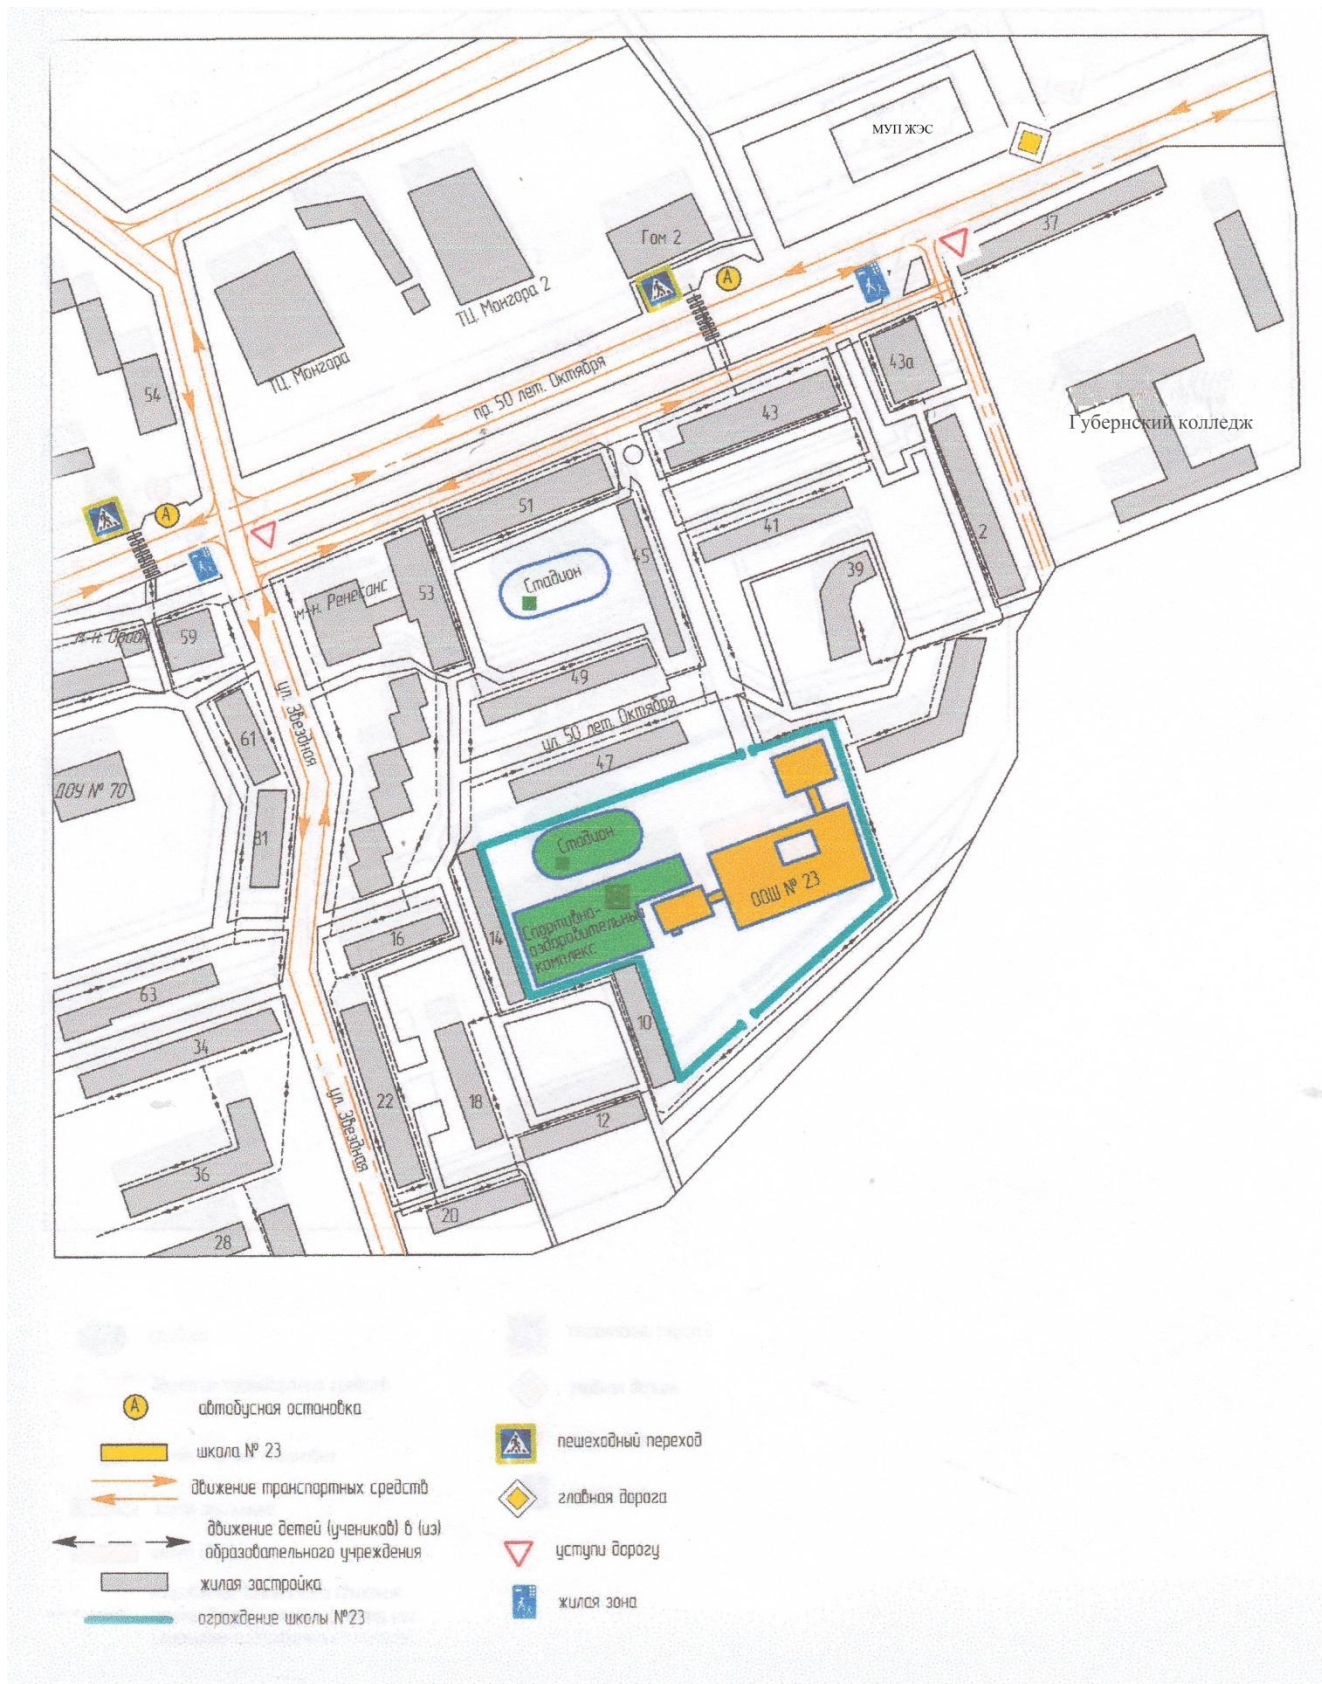 МУП ЖЭС
37
Гом 2
А
ТЦ. Монгора 2
ТЦ. Монгора
пр. 50 лет. Октября
54
43а
43
Губернский колледж
51
А
41
45
2
Стадион
39
м-н. Ренесанс
53
59
49
ул. Звездная
ул. 50 лет. Октября
61
47
ДОУ № 70
81
Стадион
ООШ № 23
Спортивно-
оздоровительный
комплекс
14
16
63
10
34
22
18
12
ул. Звездная
36
20
28
А
автобусная остановка
школа № 23
движение транспортных средств
движение детей (учеников) в (из)
образовательного учреждения
жилая застройка
ограждение школы №23
пешеходный переход
главная дорога
уступи дорогу
жилая зона